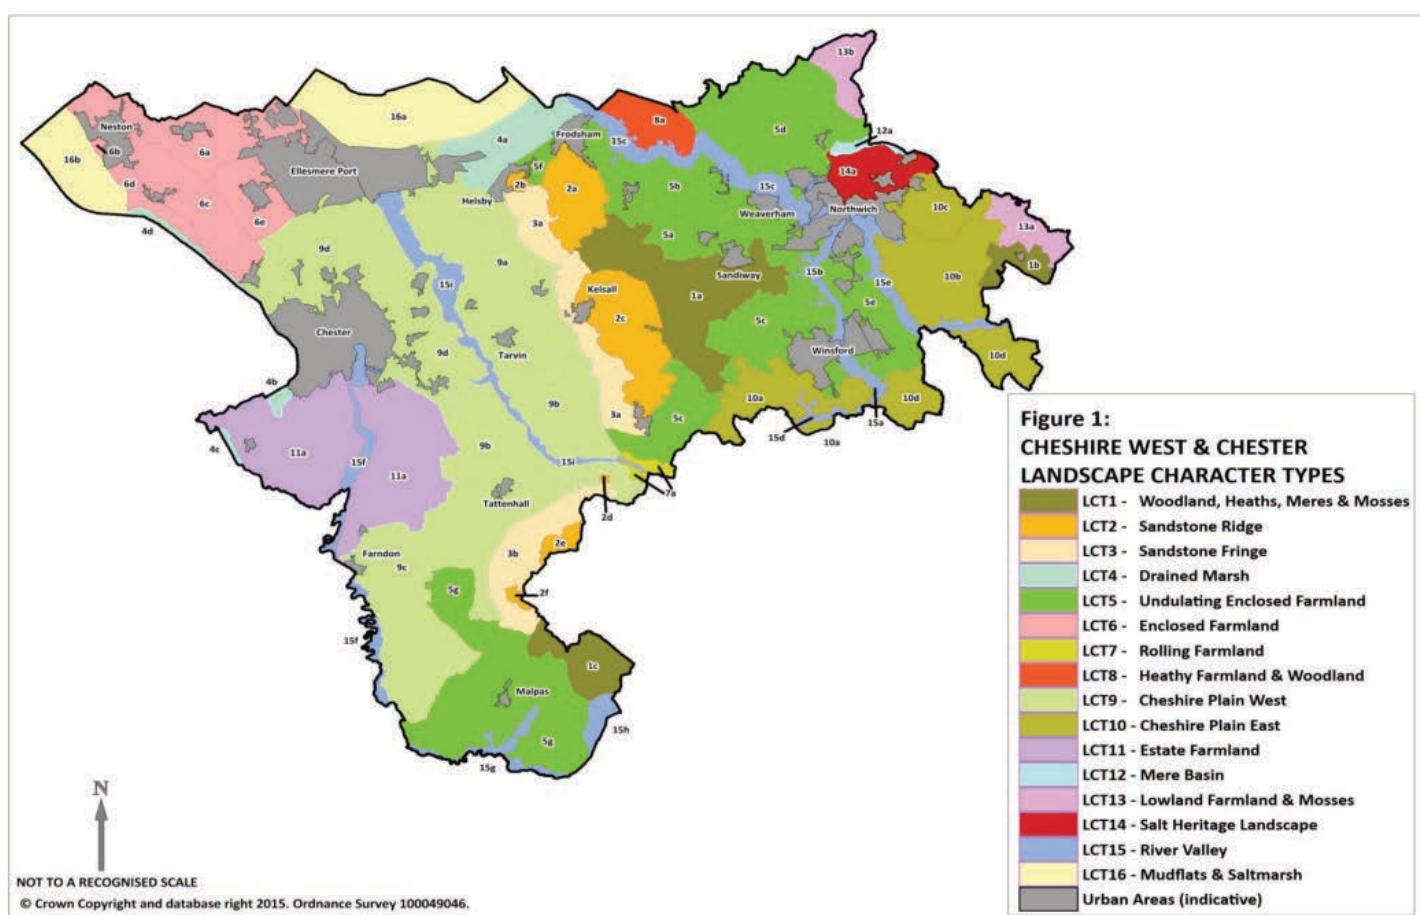 13b
16a
8a
12a
Neston
4a
Frodsham
5d
6b
6a
15c
16b
Ellesmere Port
5f
14a
6d
2b
2a
5b
15c
6c
Helsby
Weaverham
Northwich
10c
4d
6e
3a
5a
13a
9d
9a
Sandiway
15b
1b
15i
Kelsall
1a
15e
10b
5e
Chester
2c
5c
9d
Tarvin
Winsford
10d
4b
9b
10a
10d
3a
5c
15a
15d
10a
4c
11a
15f
11a
9b
15i
7a
Tattenhall
2d
Farndon
3b
2e
9c
5g
2f
15f
1c
Malpas
15h
5g
15g
N
NOT TO A RECOGNISED SCALE
© Crown Copyright and database right 2015. Ordnance Survey 100049046.
Figure 1:
CHESHIRE WEST & CHESTER
LANDSCAPE CHARACTER TYPES
LCT1 - Woodland, Heaths, Meres & Mosses
LCT2 - Sandstone Ridge
LCT3 - Sandstone Fringe
LCT4 - Drained Marsh
LCT5 - Undulating Enclosed Farmland
LCT6 - Enclosed Farmland
LCT7 - Rolling Farmland
LCT8 - Heathy Farmland & Woodland
LCT9 - Cheshire Plain West
LCT10 - Cheshire Plain East
LCT11 - Estate Farmland
LCT12 - Mere Basin
LCT13 - Lowland Farmland & Mosses
LCT14 - Salt Heritage Landscape
LCT15 - River Valley
LCT16 - Mudflats & Saltmarsh
Urban Areas (indicative)